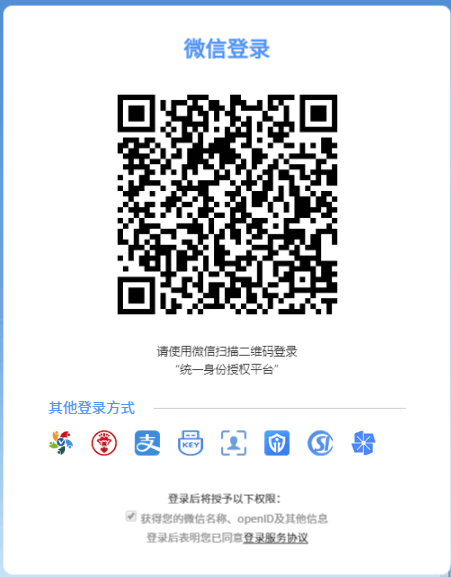 微信登录
请使用微信扫描二维码登录
“统一身份授权平台”
其他登录方式
支
KEY
登录后将授予以下权限：
获得您的微信名称、openID及其他信息
登录后表明您已同意登录服务协议